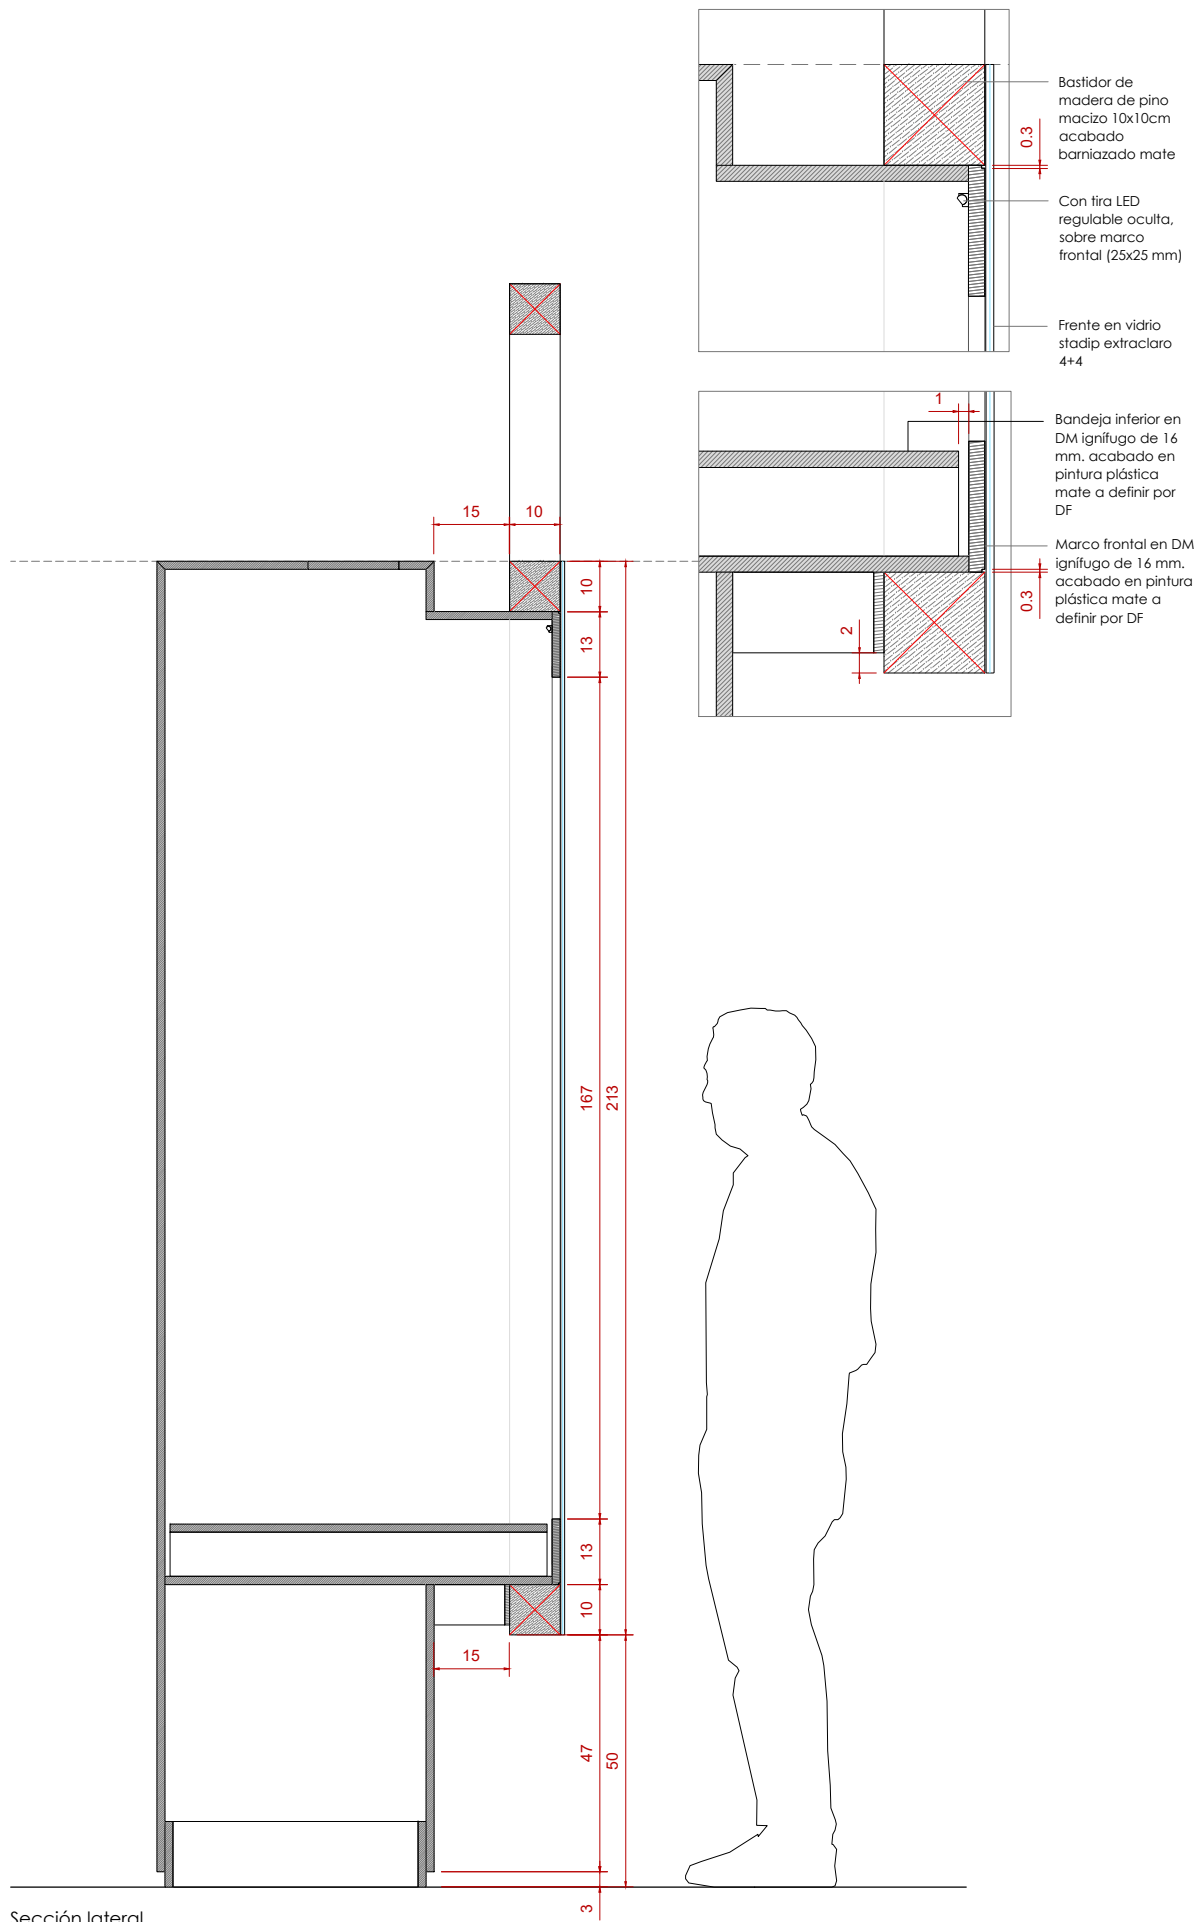 Bastidor de
madera de pino
macizo 10x10cm
acabado
barniazado mate
0.3
Con tira LED
regulable oculta,
sobre marco
frontal (25x25 mm)
Frente en vidrio
stadip extraclaro
4+4
1
Bandeja inferior en
DM ignífugo de 16
mm. acabado en
pintura plástica
mate a definir por
DF
Marco frontal en DM
ignífugo de 16 mm.
acabado en pintura
plástica mate a
definir por DF
0.3
2
15
10
10
13
167
213
13
10
15
47
50
3
Sección lateral